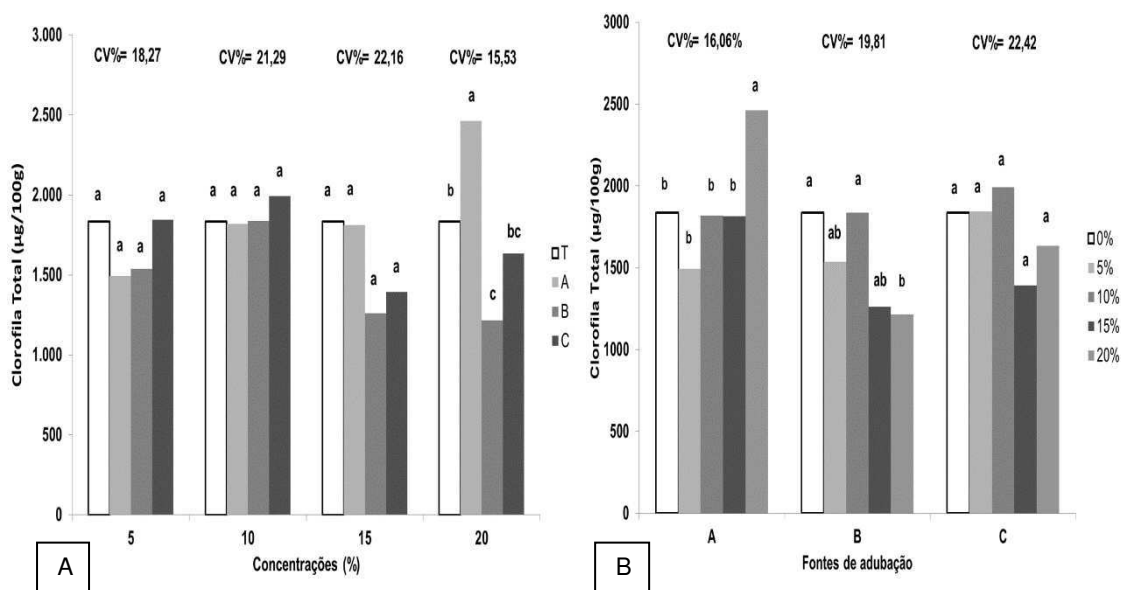 3.000
CV%= 18,27 CV%= 21,29 CV%= 22,16 CV%= 15,53
2.500
2.000
1.500
1.000
500
0
Clorofila Total (µg/100g)
a a a a
a a a a
a a a a
b a c bc
5 10 15 20
Concentrações (%)
T
A
B
C
A
3000
CV%= 16,06% CV%= 19,81 CV%= 22,42
2500
2000
1500
1000
500
0
Clorofila Total (µg/100g)
b b b b a
a ab a ab b
a a a a a
A B C
Fontes de adubação
0%
5%
10%
15%
20%
B